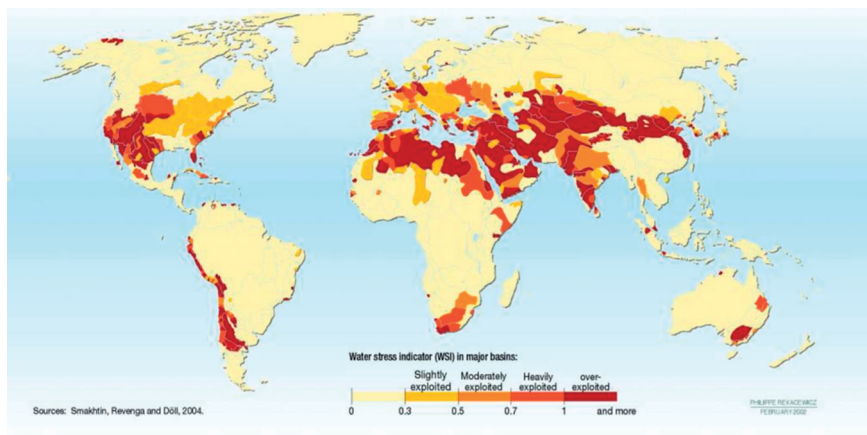 Water stress indicator (WSI) in major basins:
Slightly exploited
Moderately exploited
Heavily exploited
over-exploited
0
0.3
0.5
0.7
1
and more
Sources: Smakhtin, Revenga and Döll, 2004.
PHILIPPE REKACEWICZ
FEBRUARY 2002